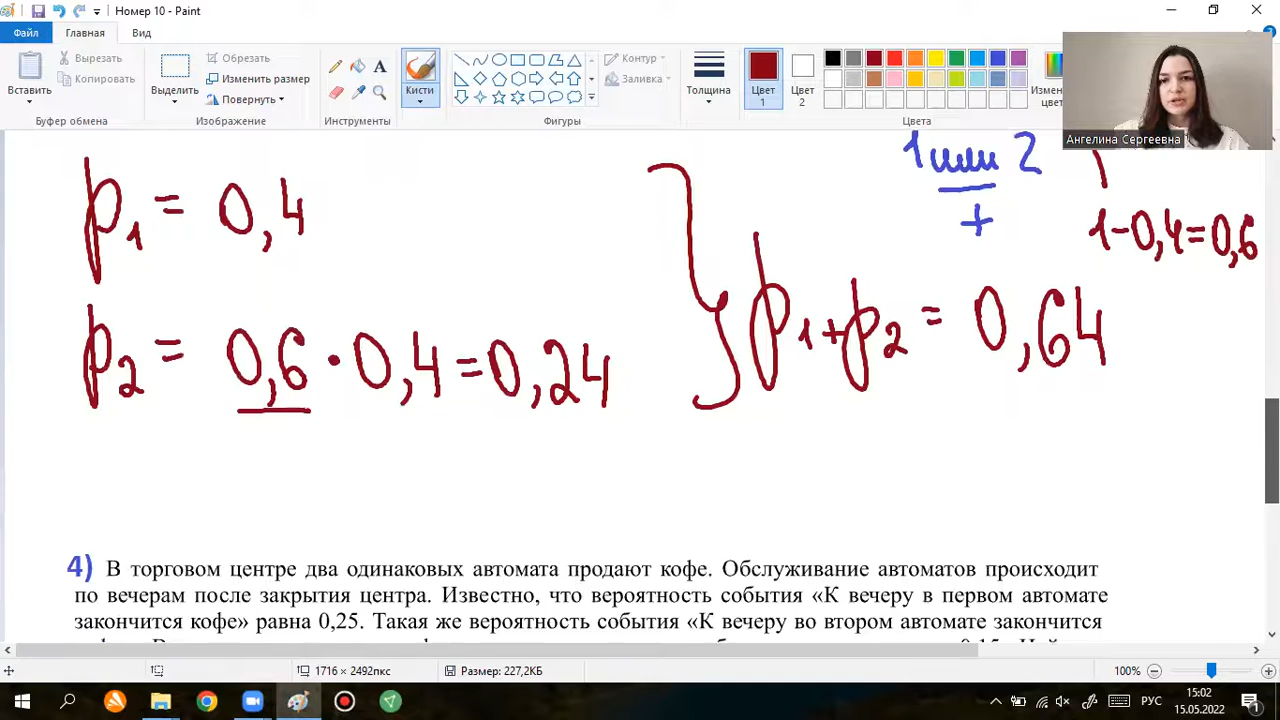 Номер 10 - Paint
Файл Главная Вид
Вставить
Вырезать
Копировать
Буфер обмена
Выделить
Обрезать
Изменить размер
Повернуть
Изображение
A
Инструменты
Кисти
Контур
Заливка
Фигуры
Толщина
Цвет 1
Цвет 2
Цвета
Ангелина Сергеевна
1 или 2
+
1-0,4=0,6
p1 = 0,4
p2 = 0,6 · 0,4 = 0,24
p1+p2 = 0,64
4) В торговом центре два одинаковых автомата продают кофе. Обслуживание автоматов происходит
по вечерам после закрытия центра. Известно, что вероятность события «К вечеру в первом автомате
закончится кофе» равна 0,25. Такая же вероятность события «К вечеру во втором автомате закончится
1716 × 2492пкс
Размер: 227,2КБ
100%
РУС
15:02
15.05.2022